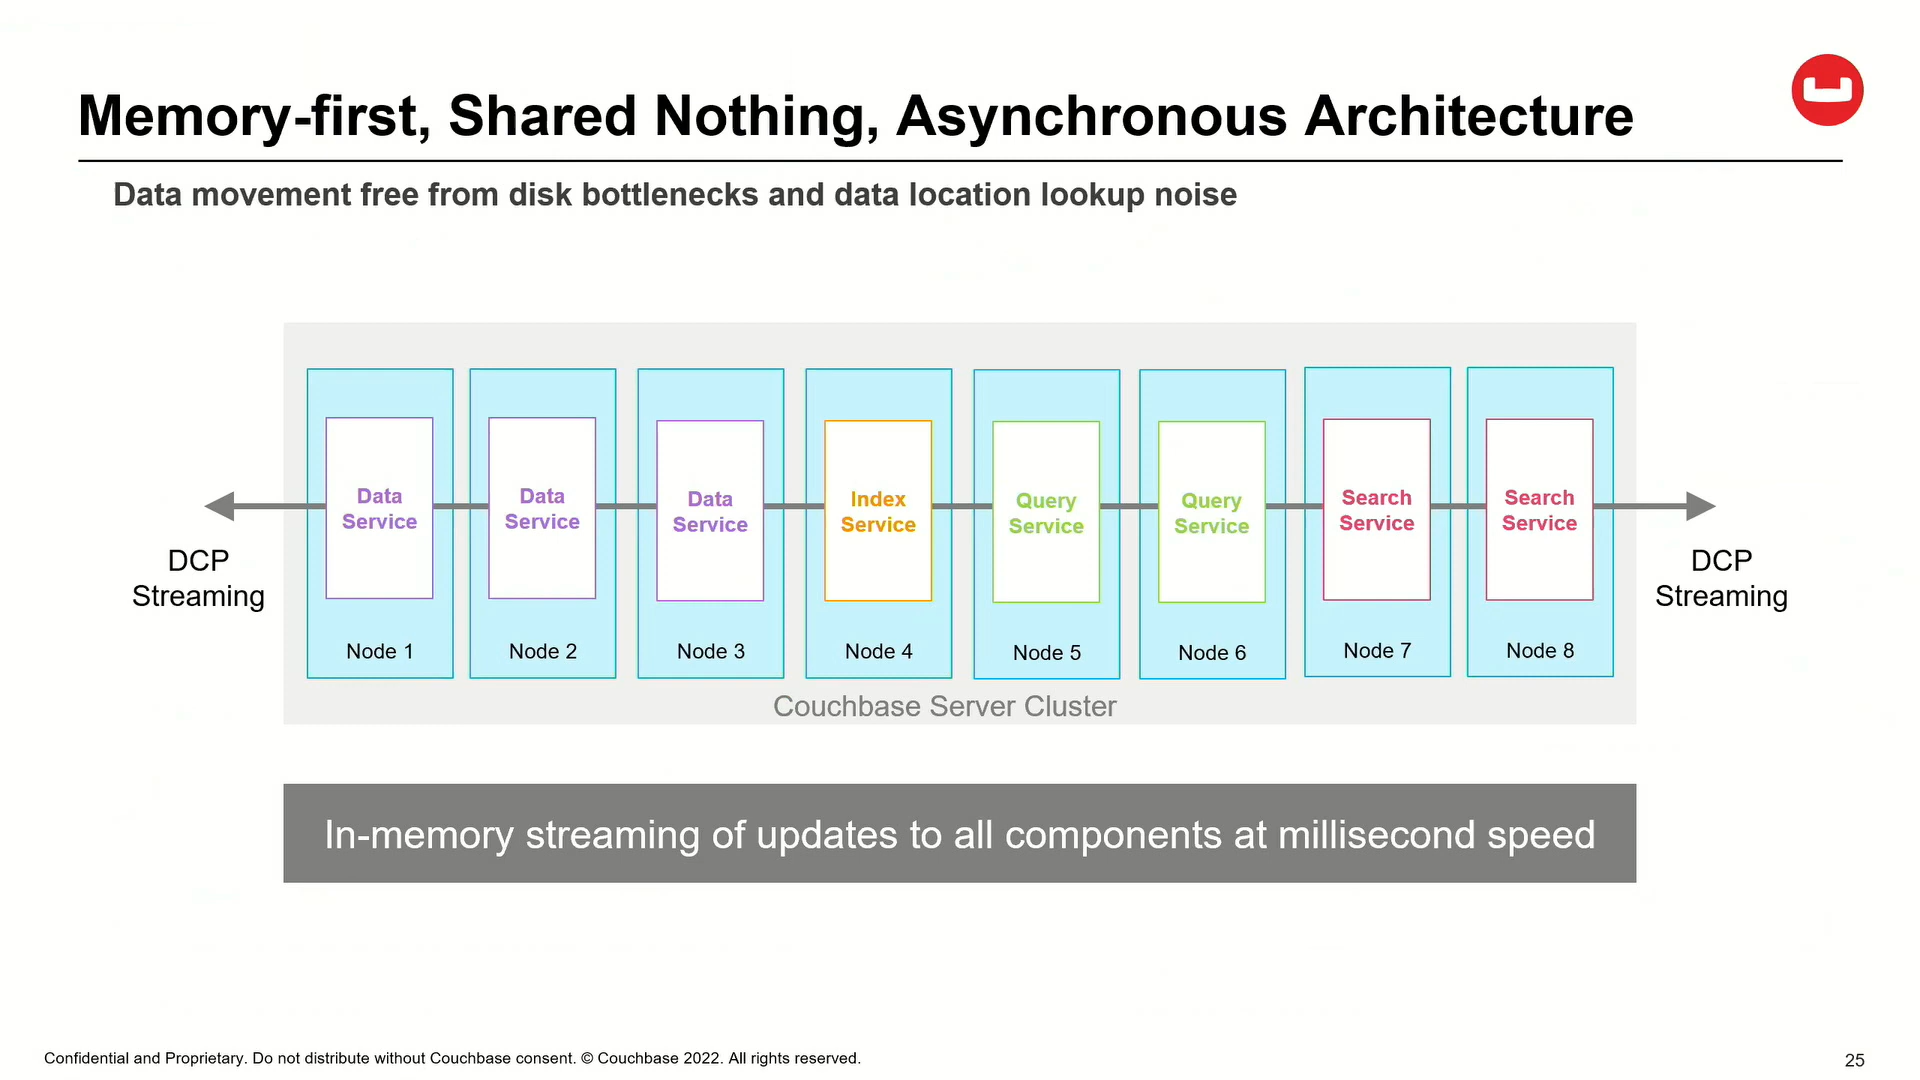 Memory-first, Shared Nothing, Asynchronous Architecture
Data movement free from disk bottlenecks and data location lookup noise
Data
Service
Node 1
Data
Service
Node 2
Data
Service
Node 3
Index
Service
Node 4
Query
Service
Node 5
Query
Service
Node 6
Search
Service
Node 7
Search
Service
Node 8
DCP
Streaming
DCP
Streaming
Couchbase Server Cluster
In-memory streaming of updates to all components at millisecond speed
Confidential and Proprietary. Do not distribute without Couchbase consent. © Couchbase 2022. All rights reserved.
25